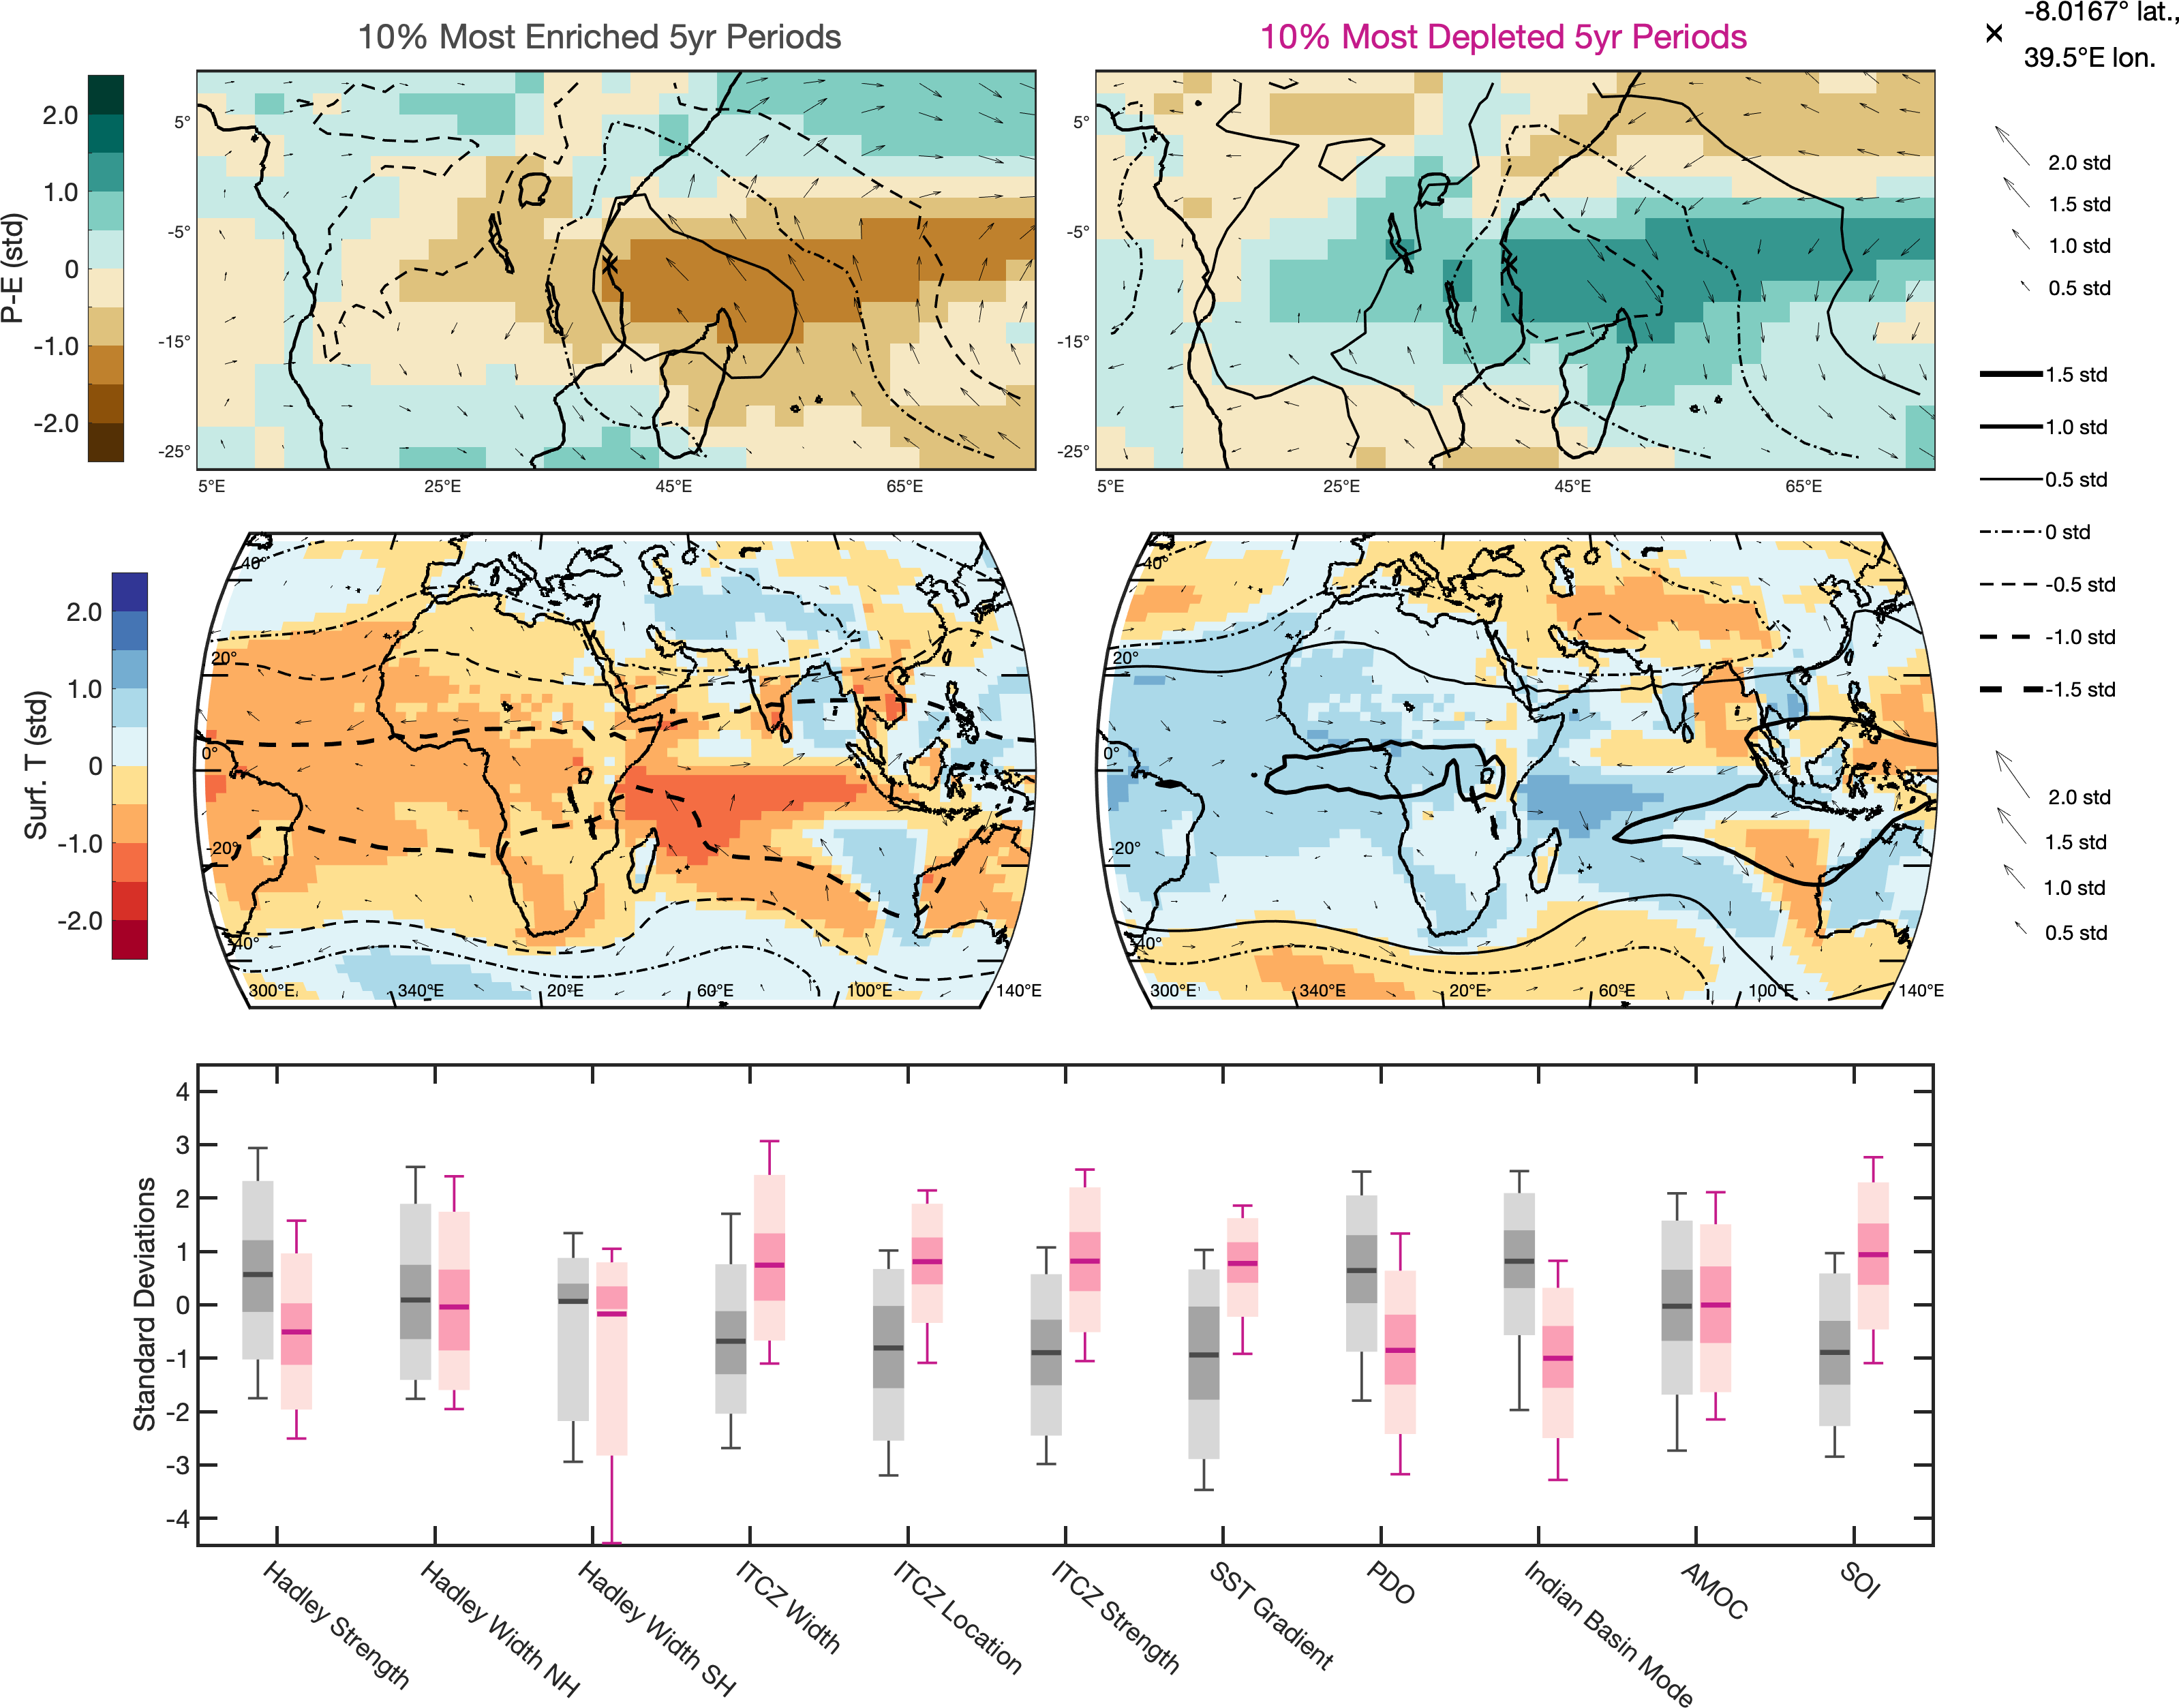 10% Most Enriched 5yr Periods
10% Most Depleted 5yr Periods
-8.0167° lat.,
39.5°E lon.
P-E (std)
2.0
1.0
0
-1.0
-2.0
5°
-5°
-15°
-25°
5°E
25°E
45°E
65°E
5°
-5°
-15°
-25°
5°E
25°E
45°E
65°E
2.0 std
1.5 std
1.0 std
0.5 std
1.5 std
1.0 std
0.5 std
0 std
-0.5 std
-1.0 std
-1.5 std
Surf. T (std)
2.0
1.0
0
-1.0
-2.0
40°
20°
0°
-20°
-40°
300°E
340°E
20°E
60°E
100°E
140°E
40°
20°
0°
-20°
-40°
300°E
340°E
20°E
60°E
100°E
140°E
2.0 std
1.5 std
1.0 std
0.5 std
Standard Deviations
4
3
2
1
0
-1
-2
-3
-4
Hadley Strength
Hadley Width NH
Hadley Width SH
ITCZ Width
ITCZ Location
ITCZ Strength
SST Gradient
PDO
Indian Basin Mode
AMOC
SOI